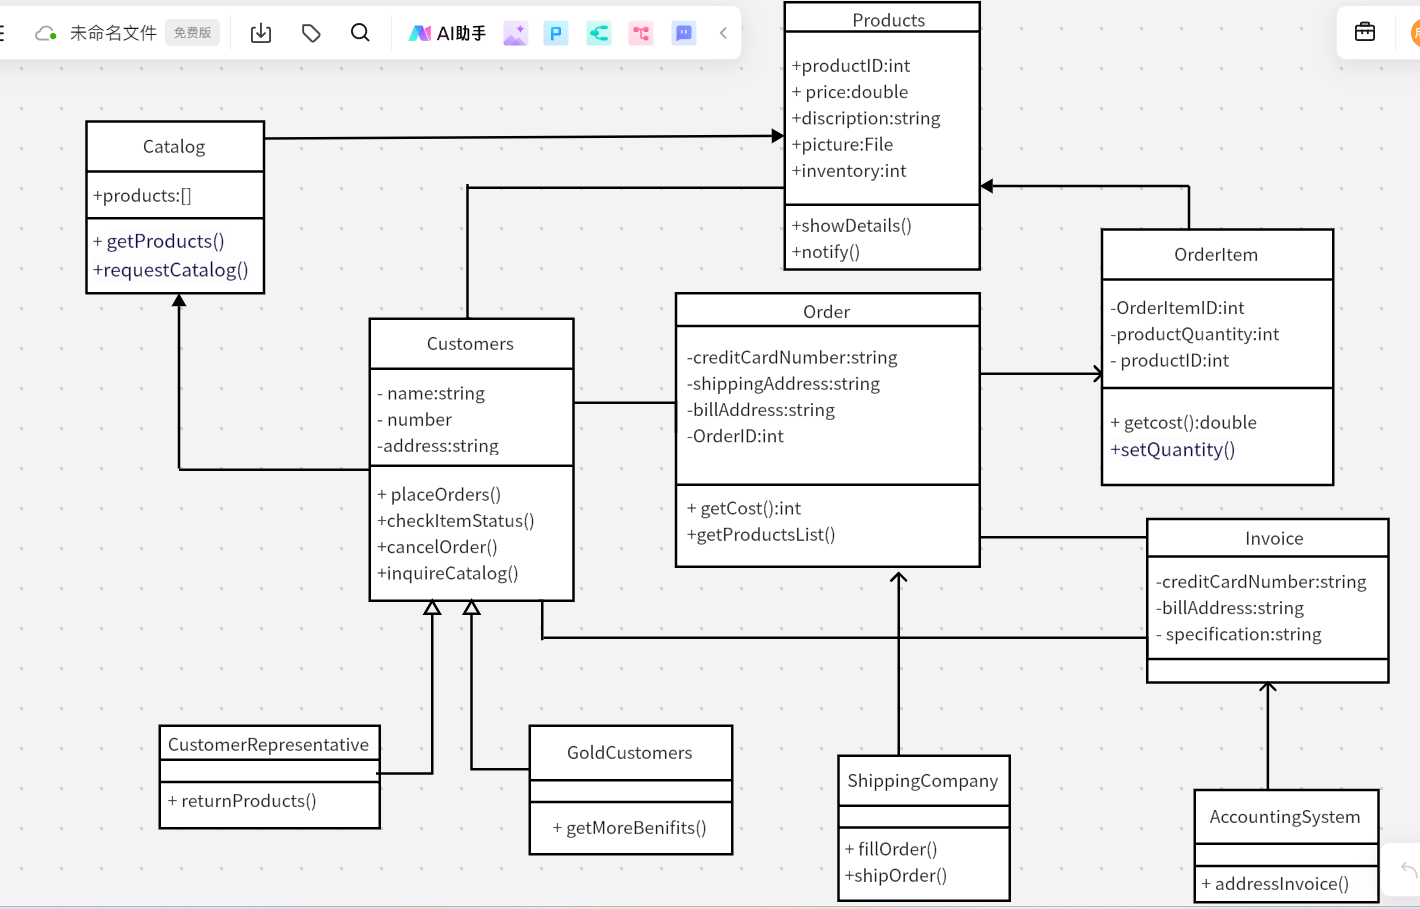 未命名文件
免费版
AI助手
Products
+productID:int
+ price:double
+discription:string
+picture:File
+inventory:int
+showDetails()
+notify()
Catalog
+products:[]
+ getProducts()
+requestCatalog()
OrderItem
-OrderItemID:int
-productQuantity:int
- productID:int
+ getcost():double
+setQuantity()
Order
-creditCardNumber:string
-shippingAddress:string
-billAddress:string
-OrderID:int
+ getCost():int
+getProductsList()
Customers
- name:string
- number
-address:string
+ placeOrders()
+checkItemStatus()
+cancelOrder()
+inquireCatalog()
Invoice
-creditCardNumber:string
-billAddress:string
- specification:string
CustomerRepresentative
+ returnProducts()
GoldCustomers
+ getMoreBenifits()
ShippingCompany
+ fillOrder()
+shipOrder()
AccountingSystem
+ addressInvoice()